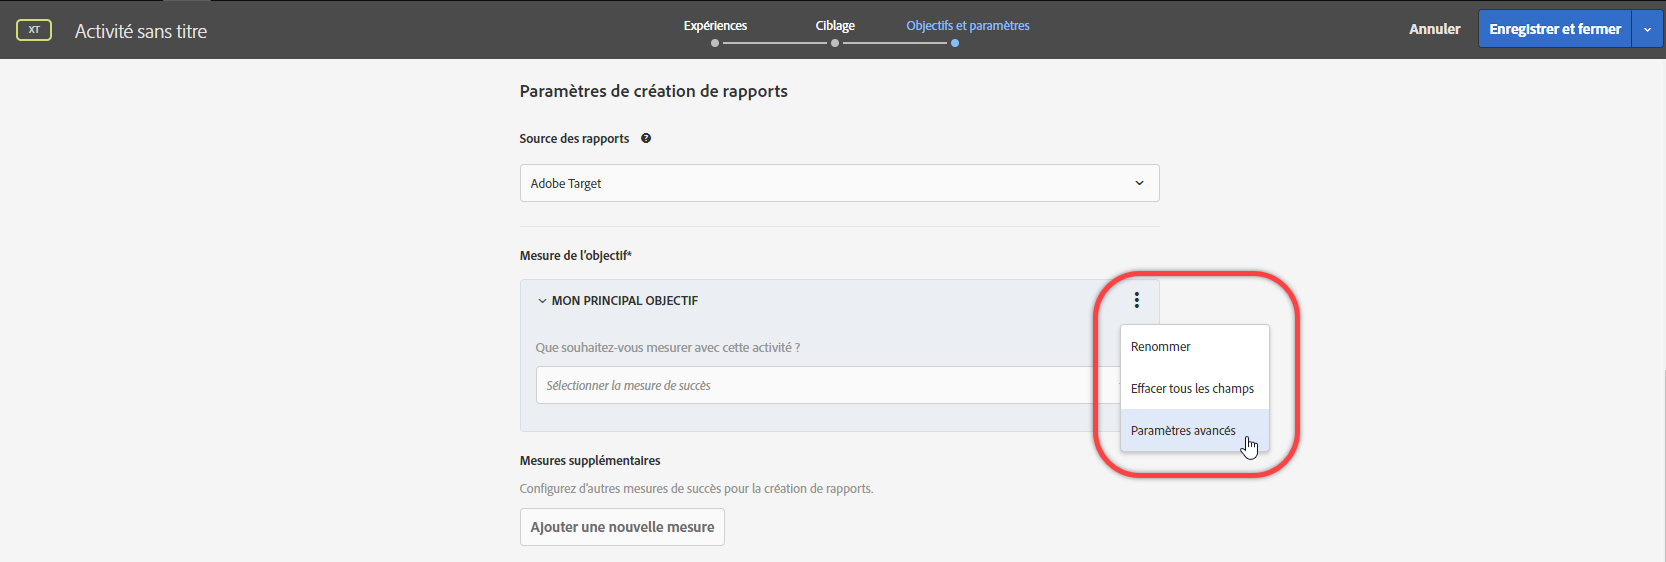 XT
Activité sans titre
Expériences
Ciblage
Objectifs et paramètres
Annuler
Enregistrer et fermer
Paramètres de création de rapports
Source des rapports
Adobe Target
Mesure de l'objectif*
MON PRINCIPAL OBJECTIF
Que souhaitez-vous mesurer avec cette activité ?
Sélectionner la mesure de succès
Renommer
Effacer tous les champs
Paramètres avancés
Mesures supplémentaires
Configurez d'autres mesures de succès pour la création de rapports.
Ajouter une nouvelle mesure